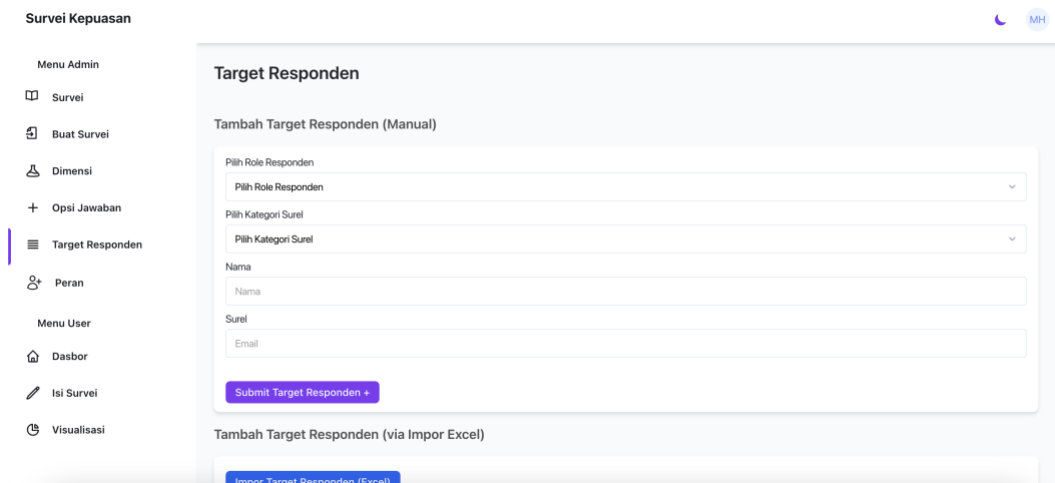 Survei Kepuasan
MH
Menu Admin
Survei
Buat Survei
Dimensi
Opsi Jawaban
Target Responden
Peran
Menu User
Dasbor
Isi Survei
Visualisasi
Target Responden
Tambah Target Responden (Manual)
Pilih Role Responden
Pilih Role Responden
Pilih Kategori Surel
Pilih Kategori Surel
Nama
Nama
Surel
Email
Submit Target Responden +
Tambah Target Responden (via Impor Excel)
Impor Target Responden (Excel)